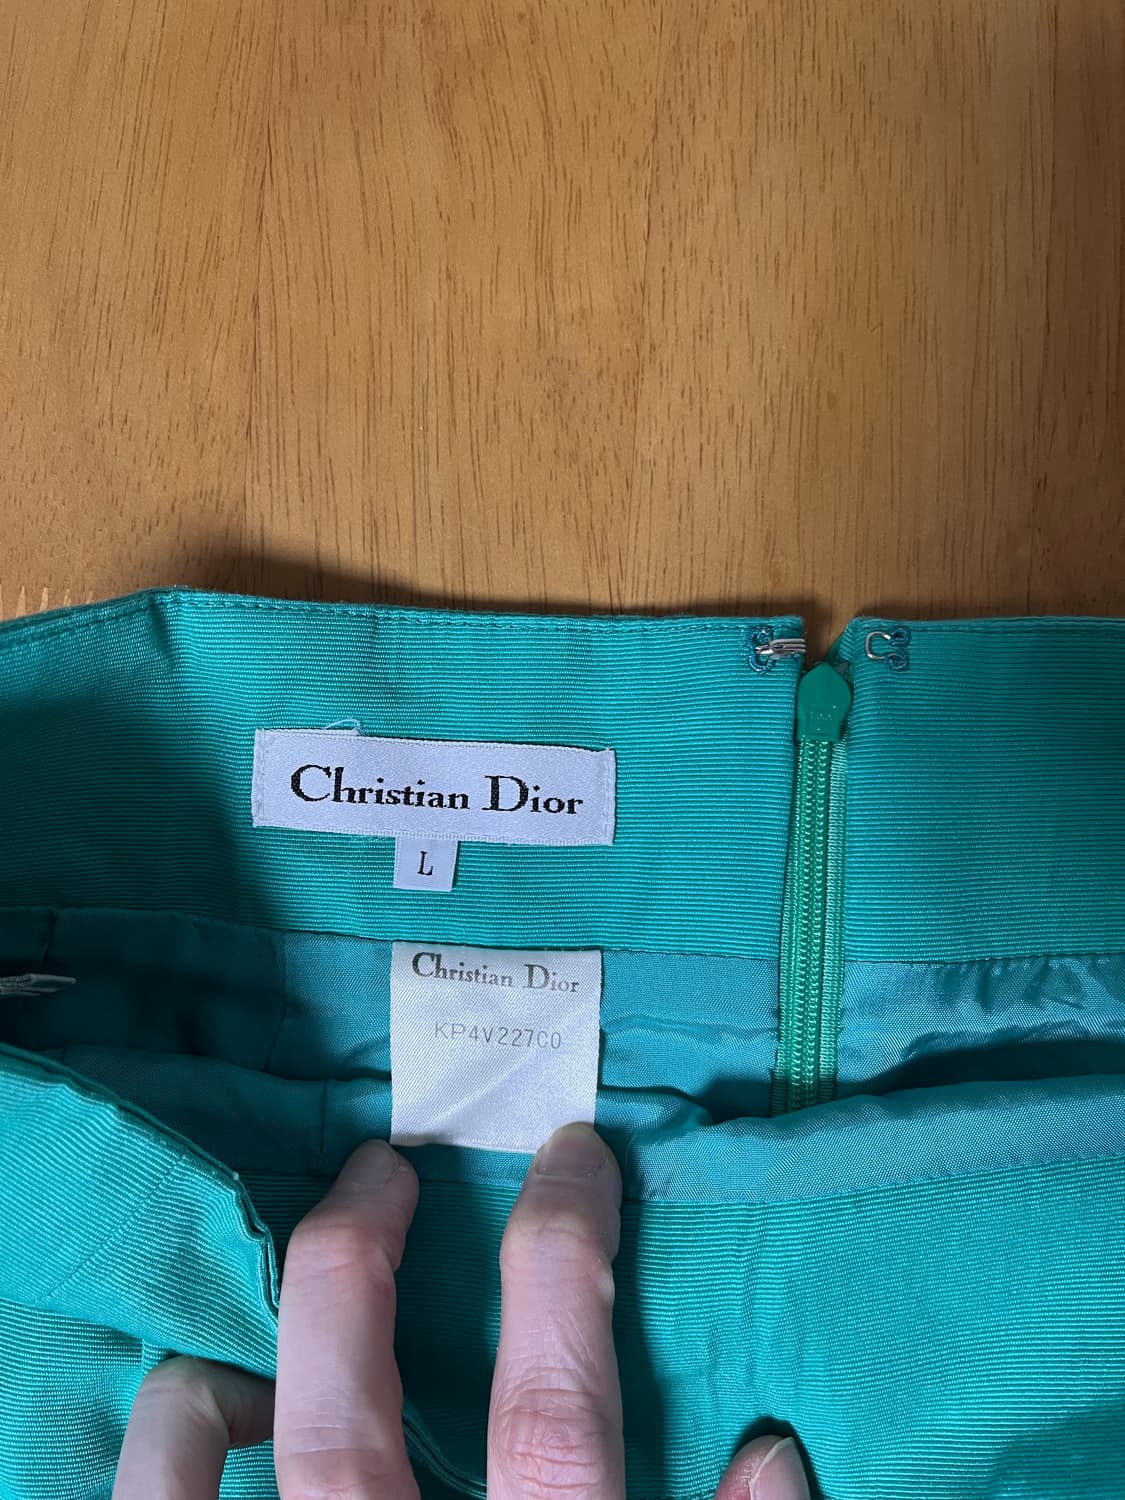 Christian Dior
L
Christian Dior
KP4V227C0